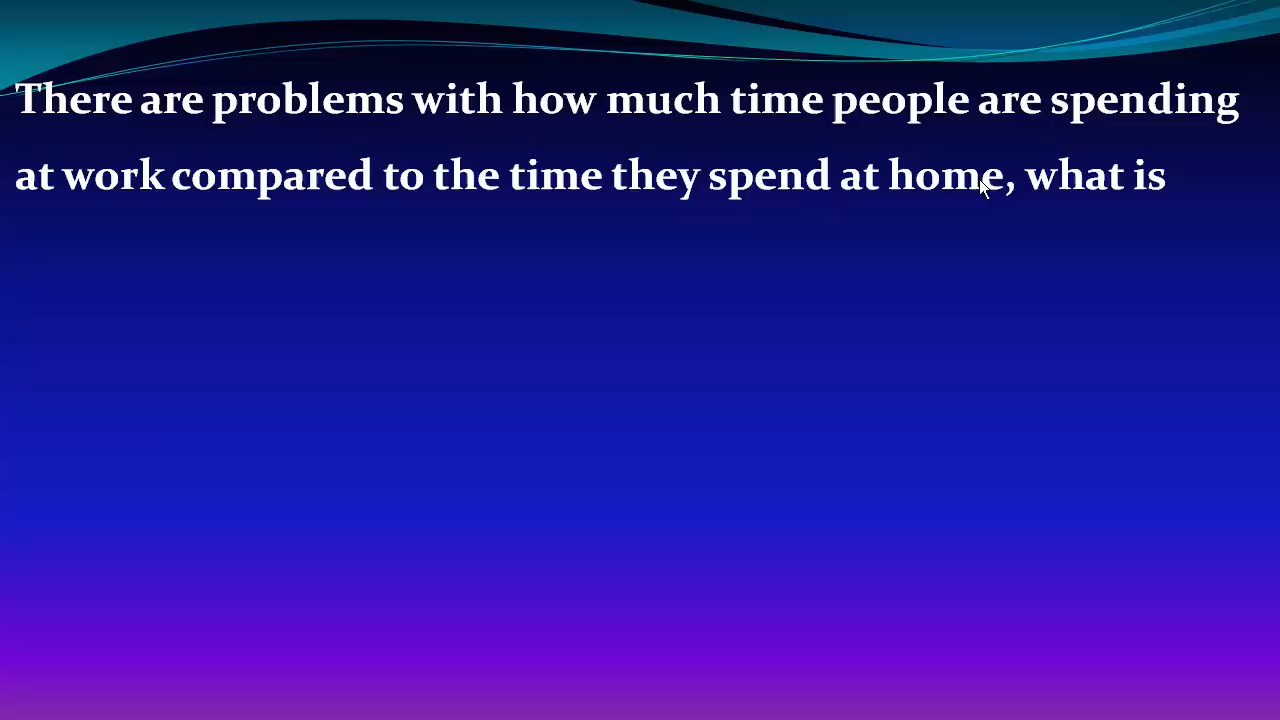 There are problems with how much time people are spending
at work compared to the time they spend at home, what is